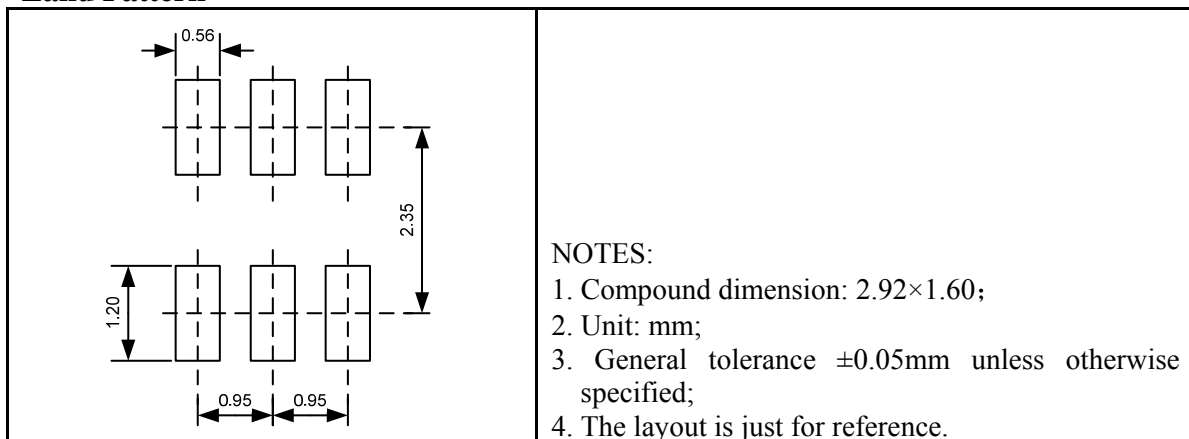 Land Pattern
0.56
2.35
1.20
0.95 0.95
NOTES:
1. Compound dimension: 2.92×1.60；
2. Unit: mm;
3. General tolerance ±0.05mm unless otherwise
specified;
4. The layout is just for reference.